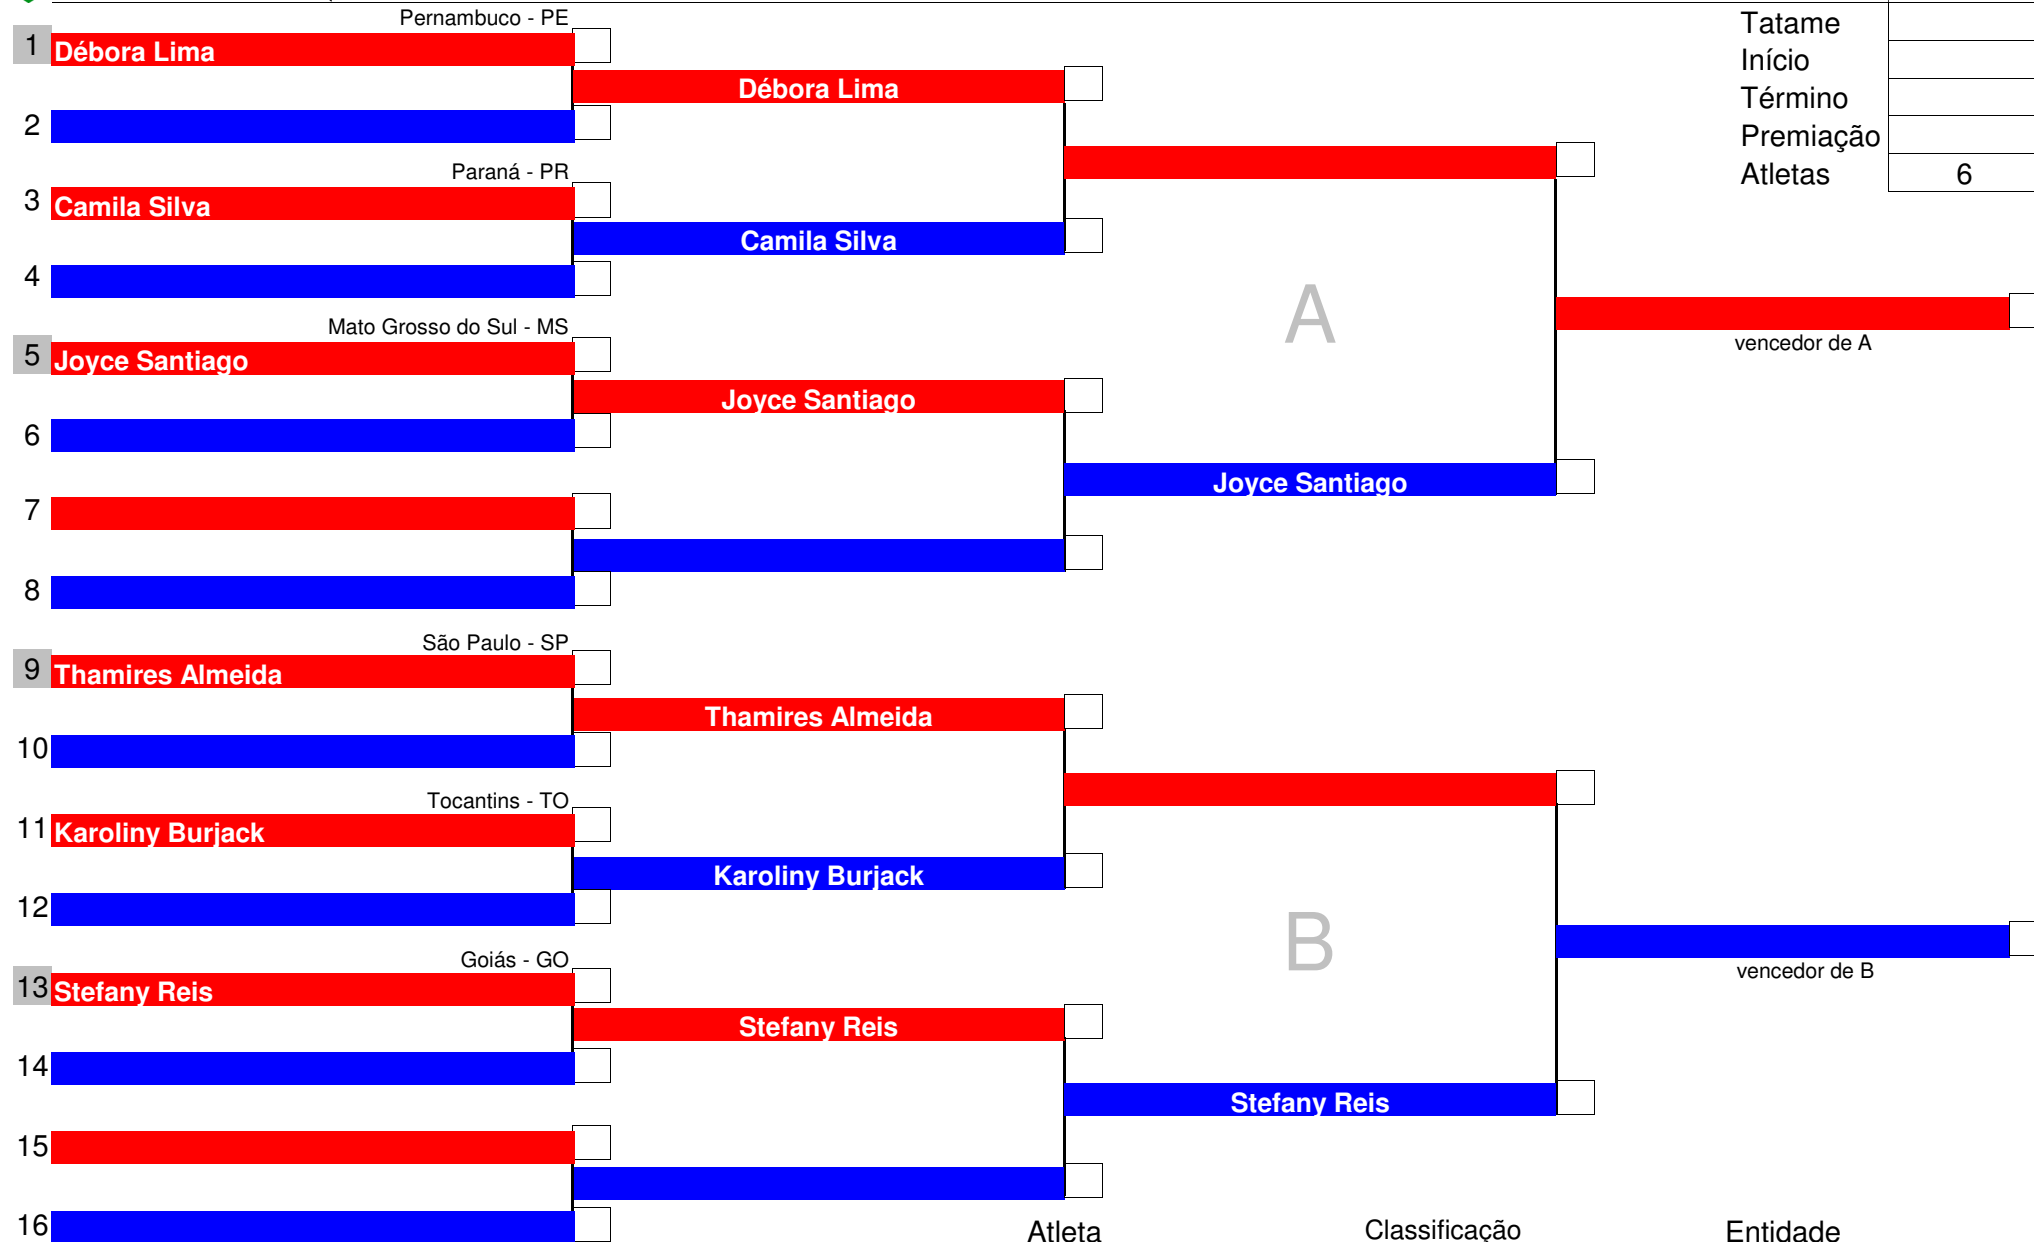 Pernambuco - PE
Tatame
1 Débora Lima
Início
Débora Lima
Término
2
Premiação
Paraná - PR
Atletas 6
3 Camila Silva
Camila Silva
4
A
Mato Grosso do Sul - MS
vencedor de A
5 Joyce Santiago
Joyce Santiago
6
Joyce Santiago
7
8
São Paulo - SP
9 Thamires Almeida
Thamires Almeida
10
Tocantins - TO
11 Karoliny Burjack
Karoliny Burjack
12
B
Goiás - GO
vencedor de B
13 Stefany Reis
Stefany Reis
14
Stefany Reis
15
16
Atleta Classificação Entidade